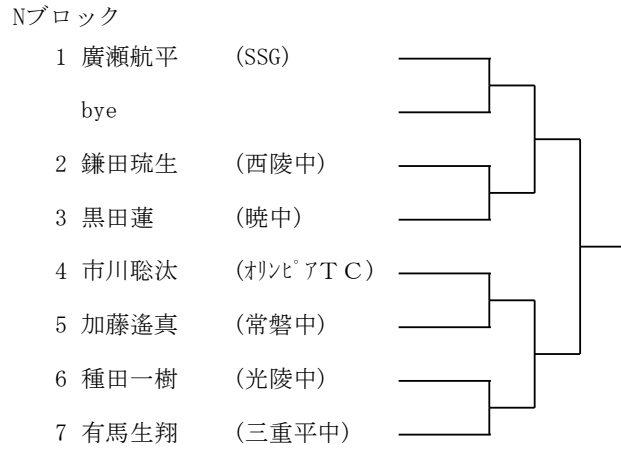 Nブロック
1 廣瀬航平 (SSG)
bye
2 鎌田琉生 (西陵中)
3 黒田蓮 (暁中)
4 市川聡汰 (ｵﾘﾝﾋﾟｱＴＣ)
5 加藤遙真 (常磐中)
6 種田一樹 (光陵中)
7 有馬生翔 (三重平中)